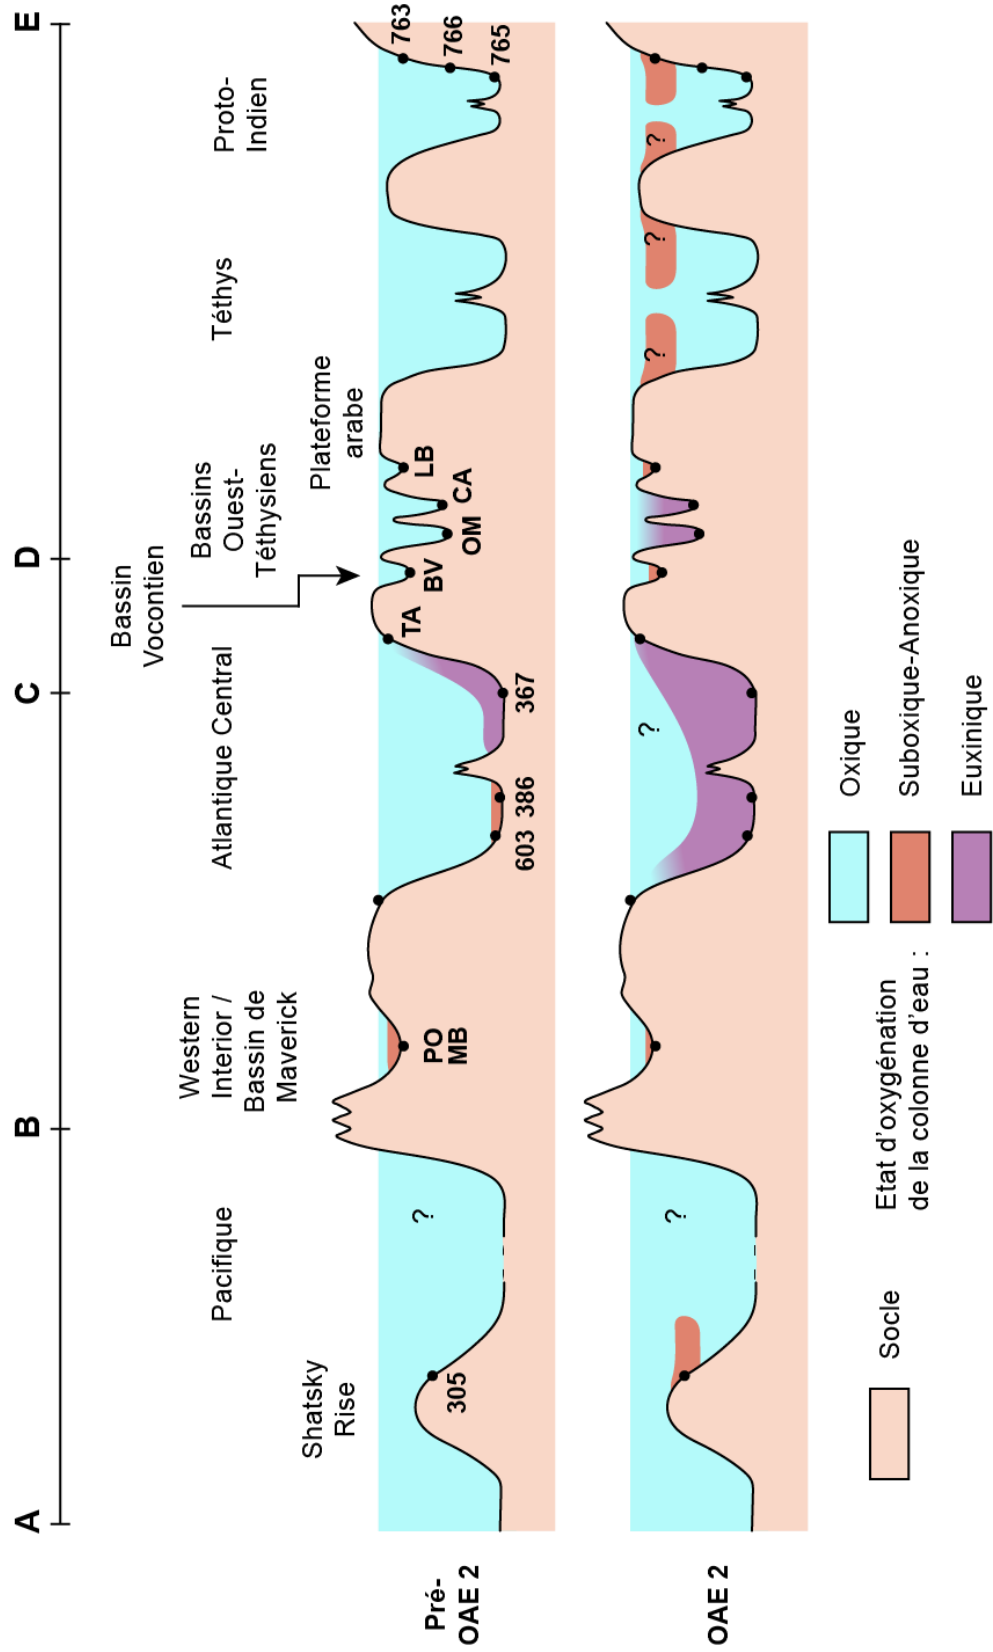 A
B
C
D
E
Shatsky
Rise
Pacifique
Western
Interior /
Bassin de
Maverick
Atlantique Central
Bassin
Vocontien
Bassins
Ouest-
Téthysiens
Plateforme
arabe
Téthys
Proto-
Indien
Pré-
OAE 2
305
?
PO
MB
603
386
367
TA
BV
OM
CA
LB
765
766
763
OAE 2
?
?
?
?
?
Socle
Etat d'oxygénation
de la colonne d'eau :
Oxique
Suboxique-Anoxique
Euxinique